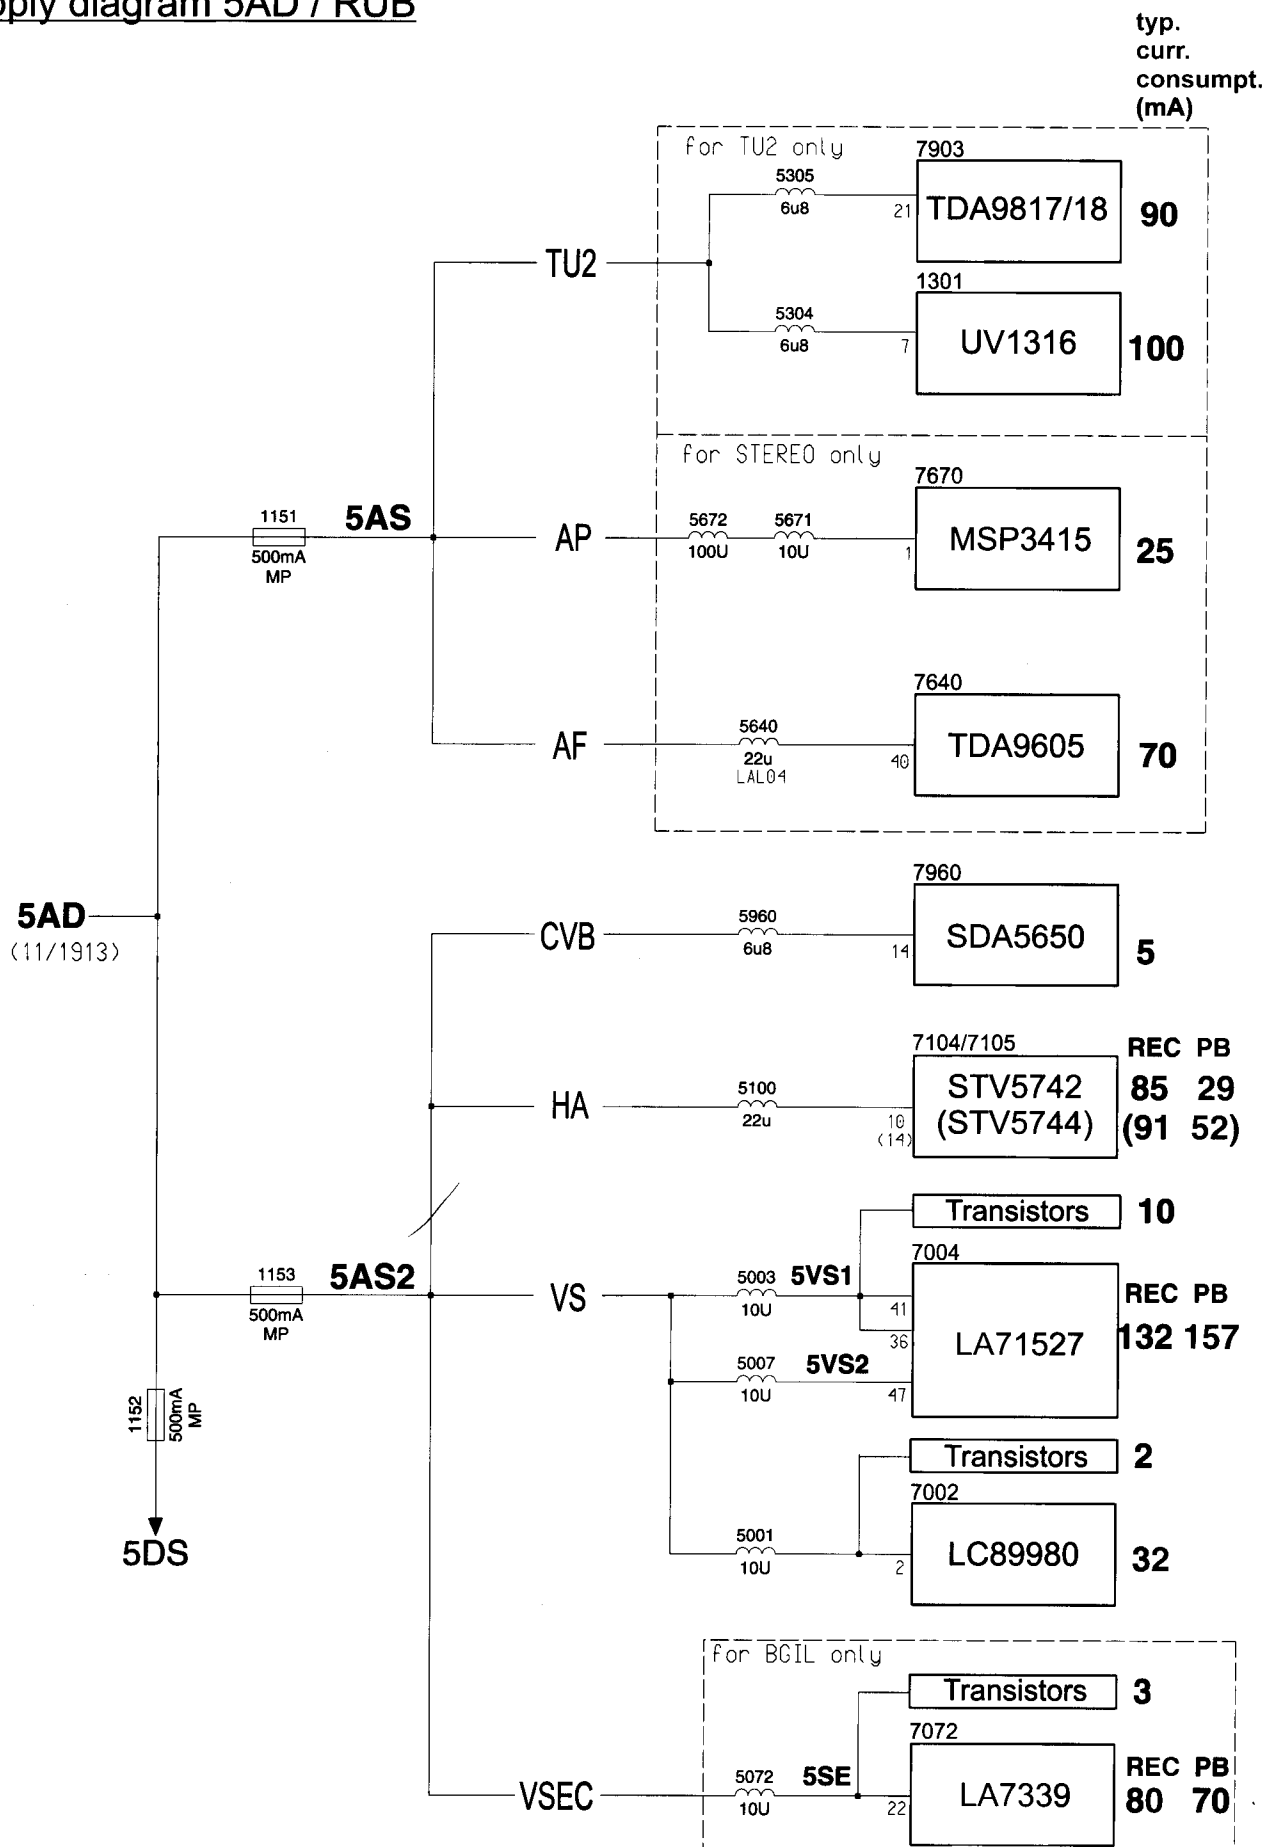 ply diagram 5AD / RUB
typ.
curr.
consumpt.
(mA)
for TU2 only
7903
5305
6u8
21
TDA9817/18
90
TU2
1301
5304
6u8
7
UV1316
100
for STEREO only
7670
1151
500mA
MP
5AS
AP
5672
100U
5671
10U
1
MSP3415
25
7640
AF
5640
22u
LAL04
40
TDA9605
70
5AD
(11/1913)
7960
CVB
5960
6u8
14
SDA5650
5
7104/7105
REC PB
HA
5100
22u
10
(14)
STV5742
(STV5744)
85 29
(91 52)
Transistors
10
7004
1153
500mA
MP
5AS2
VS
5003
10U
5VS1
41
36
5007
10U
5VS2
47
LA71527
REC PB
132 157
1152
500mA
MP
5DS
Transistors
2
7002
5001
10U
2
LC89980
32
for BGIL only
Transistors
3
7072
VSEC
5072
10U
5SE
22
LA7339
REC PB
80 70